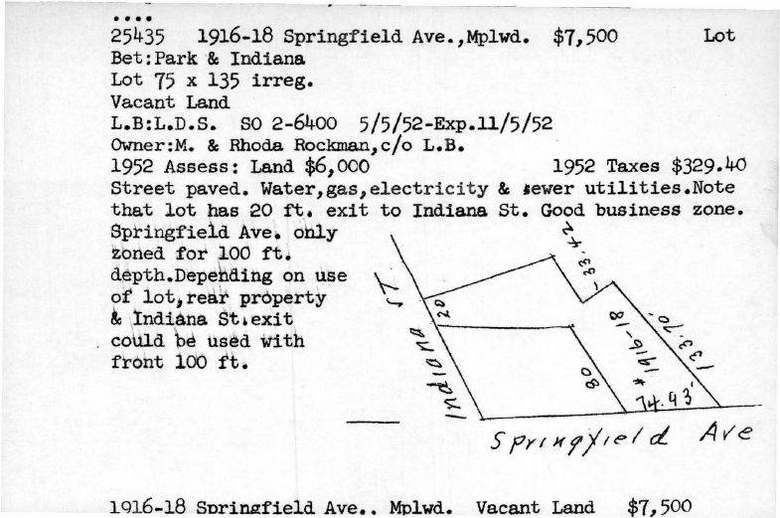 25435 1916-18 Springfield Ave.,Mplwd. $7,500 Lot
Bet:Park & Indiana
Lot 75 x 135 irreg.
Vacant Land
L.B:L.D.S. SO 2-6400 5/5/52-Exp.11/5/52
Owner:M. & Rhoda Rockman,c/o L.B.
1952 Assess: Land $6,000 1952 Taxes $329.40
Street paved. Water,gas,electricity & sewer utilities.Note
that lot has 20 ft. exit to Indiana St. Good business zone.
Springfield Ave. only
zoned for 100 ft.
depth.Depending on use
of lot,rear property
& Indiana St.exit
could be used with
front 100 ft.
Indiana St.
20
33.42
80
# 1916-18
133.70'
74.93'
Springfield Ave
1916-18 Springfield Ave.. Mplwd. Vacant Land $7,500